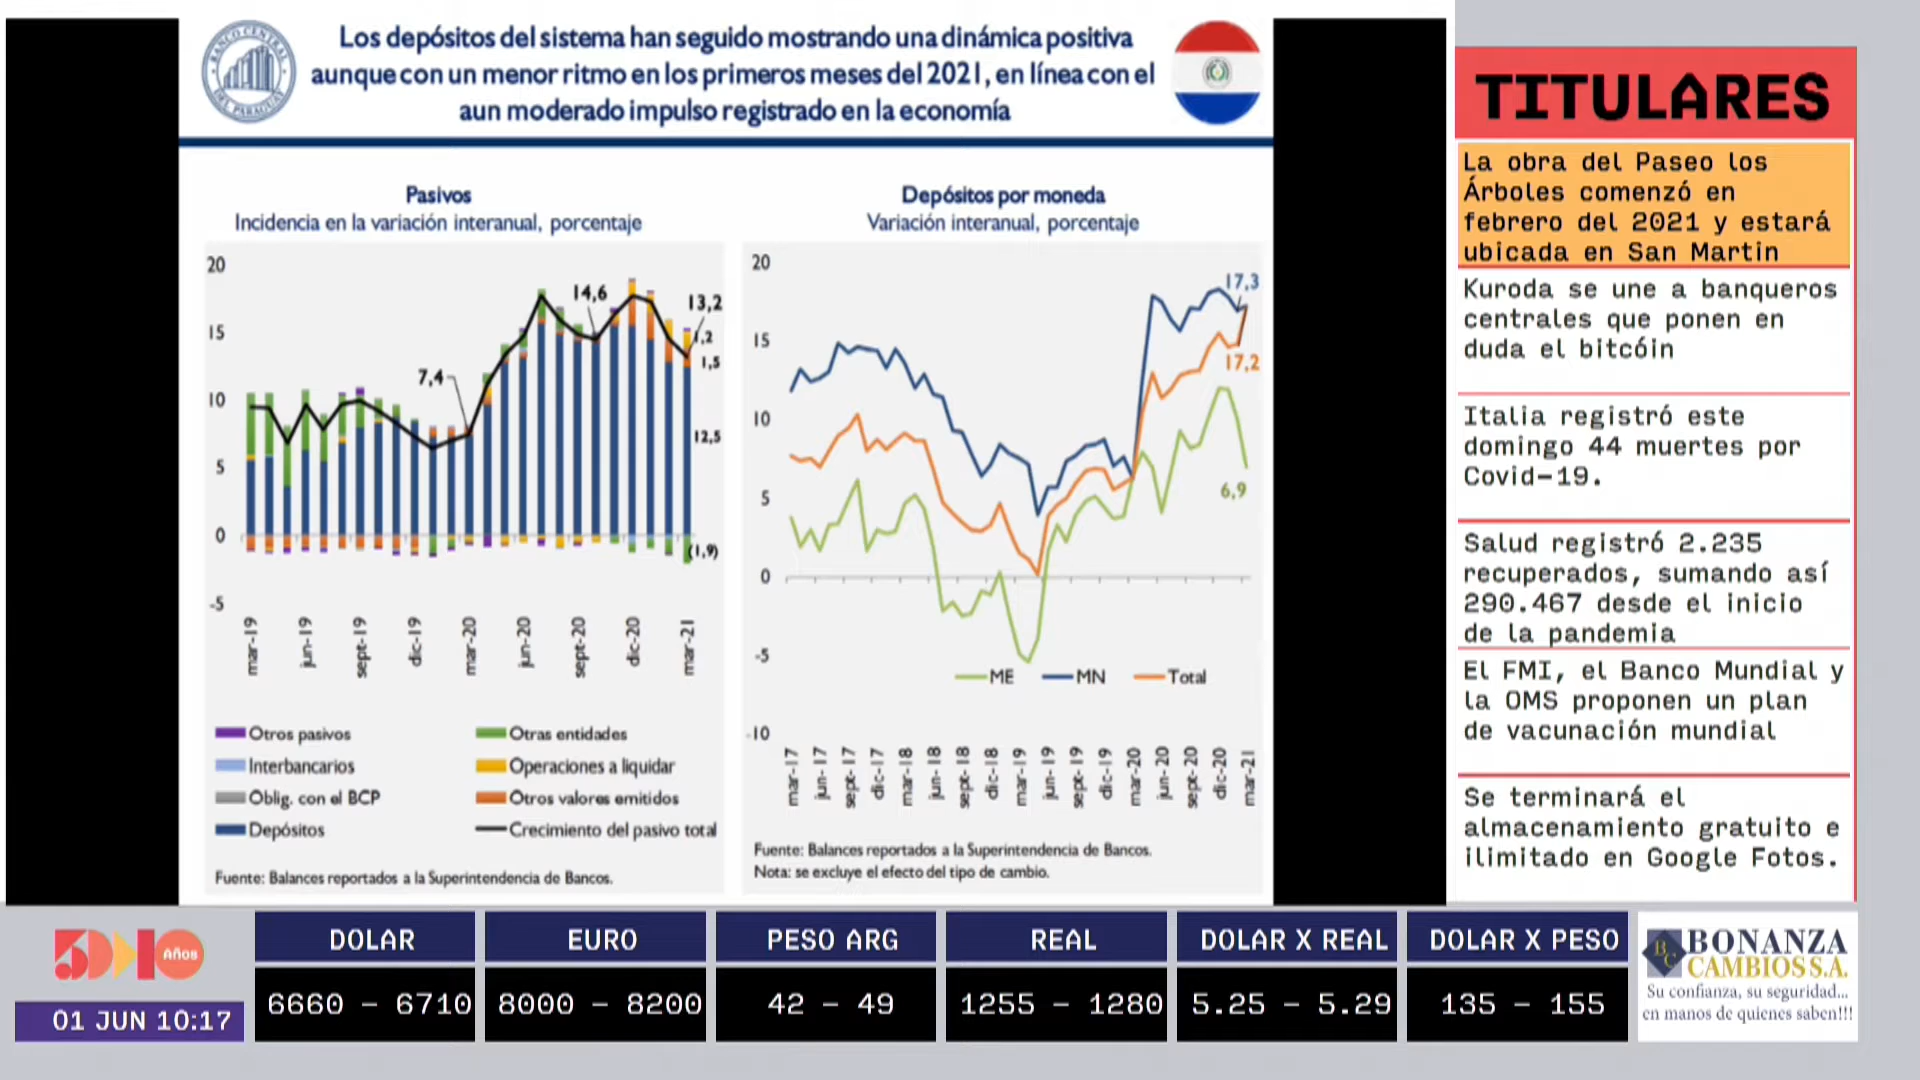 BANCO CENTRAL
DEL PARAGUAY
Los depósitos del sistema han seguido mostrando una dinámica positiva
aunque con un menor ritmo en los primeros meses del 2021, en línea con el
aun moderado impulso registrado en la economía
Pasivos
Incidencia en la variación interanual, porcentaje
20
15
10
5
0
-5
7,4
14,6
13,2
1,2
1,5
12,5
(1,9)
mar-19
jun-19
sept-19
dic-19
mar-20
jun-20
sept-20
dic-20
mar-21
Otros pasivos
Otras entidades
Interbancarios
Operaciones a liquidar
Oblig. con el BCP
Otros valores emitidos
Depósitos
Crecimiento del pasivo total
Fuente: Balances reportados a la Superintendencia de Bancos.
Depósitos por moneda
Variación interanual, porcentaje
20
15
10
5
0
-5
-10
17,3
17,2
6,9
ME
MN
Total
mar-17
jun-17
sept-17
dic-17
mar-18
jun-18
sept-18
dic-18
mar-19
jun-19
sept-19
dic-19
mar-20
jun-20
sept-20
dic-20
mar-21
Fuente: Balances reportados a la Superintendencia de Bancos.
Nota: se excluye el efecto del tipo de cambio.
TITULARES
La obra del Paseo los
Árboles comenzó en
febrero del 2021 y estará
ubicada en San Martin
Kuroda se une a banqueros
centrales que ponen en
duda el bitcóin
Italia registró este
domingo 44 muertes por
Covid-19.
Salud registró 2.235
recuperados, sumando así
290.467 desde el inicio
de la pandemia
El FMI, el Banco Mundial y
la OMS proponen un plan
de vacunación mundial
Se terminará el
almacenamiento gratuito e
ilimitado en Google Fotos.
5D 10 Años
01 JUN 10:17
DOLAR
6660 - 6710
EURO
8000 - 8200
PESO ARG
42 - 49
REAL
1255 - 1280
DOLAR X REAL
5.25 - 5.29
DOLAR X PESO
135 - 155
BC
BONANZA
CAMBIOS S.A.
Su confianza, su seguridad...
en manos de quienes saben!!!